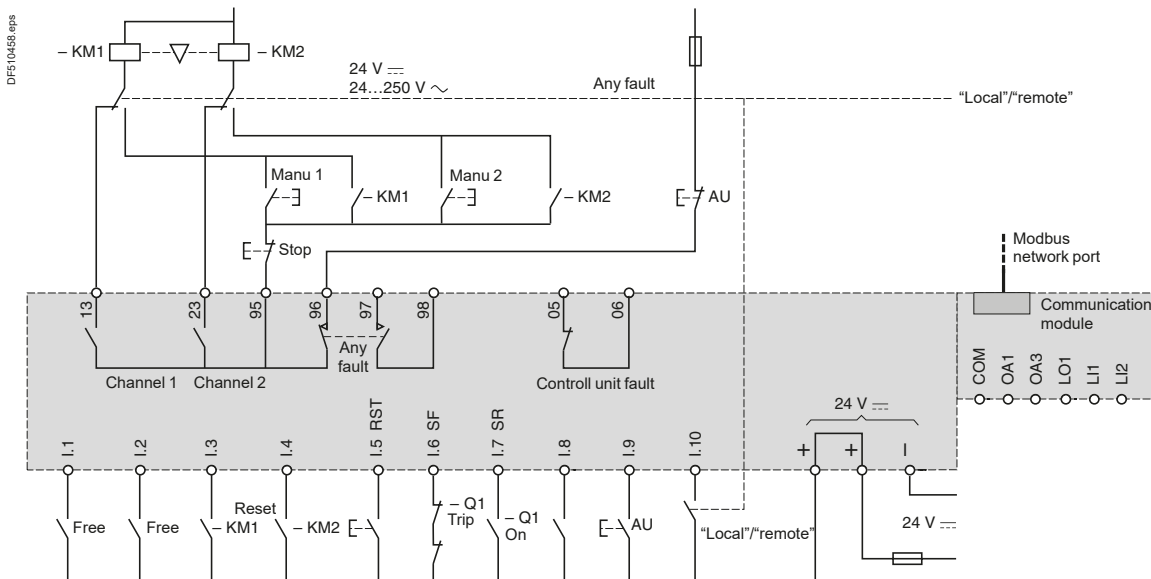 DF510458.eps
– KM1
– KM2
24 V ⎓
24...250 V ∼
Any fault
“Local”/“remote”
Manu 1
– KM1
Manu 2
– KM2
AU
Stop
Modbus
network port
13
23
95
96
97
98
05
06
Communication
module
Any
fault
Channel 1
Channel 2
Controll unit fault
COM
OA1
OA3
LO1
LI1
LI2
24 V ⎓
I.1
I.2
I.3
I.4
I.5 RST
I.6 SF
I.7 SR
I.8
I.9
I.10
+
+
I
Free
Free
– KM1
Reset
– KM2
– Q1
Trip
– Q1
On
AU
“Local”/“remote”
24 V ⎓